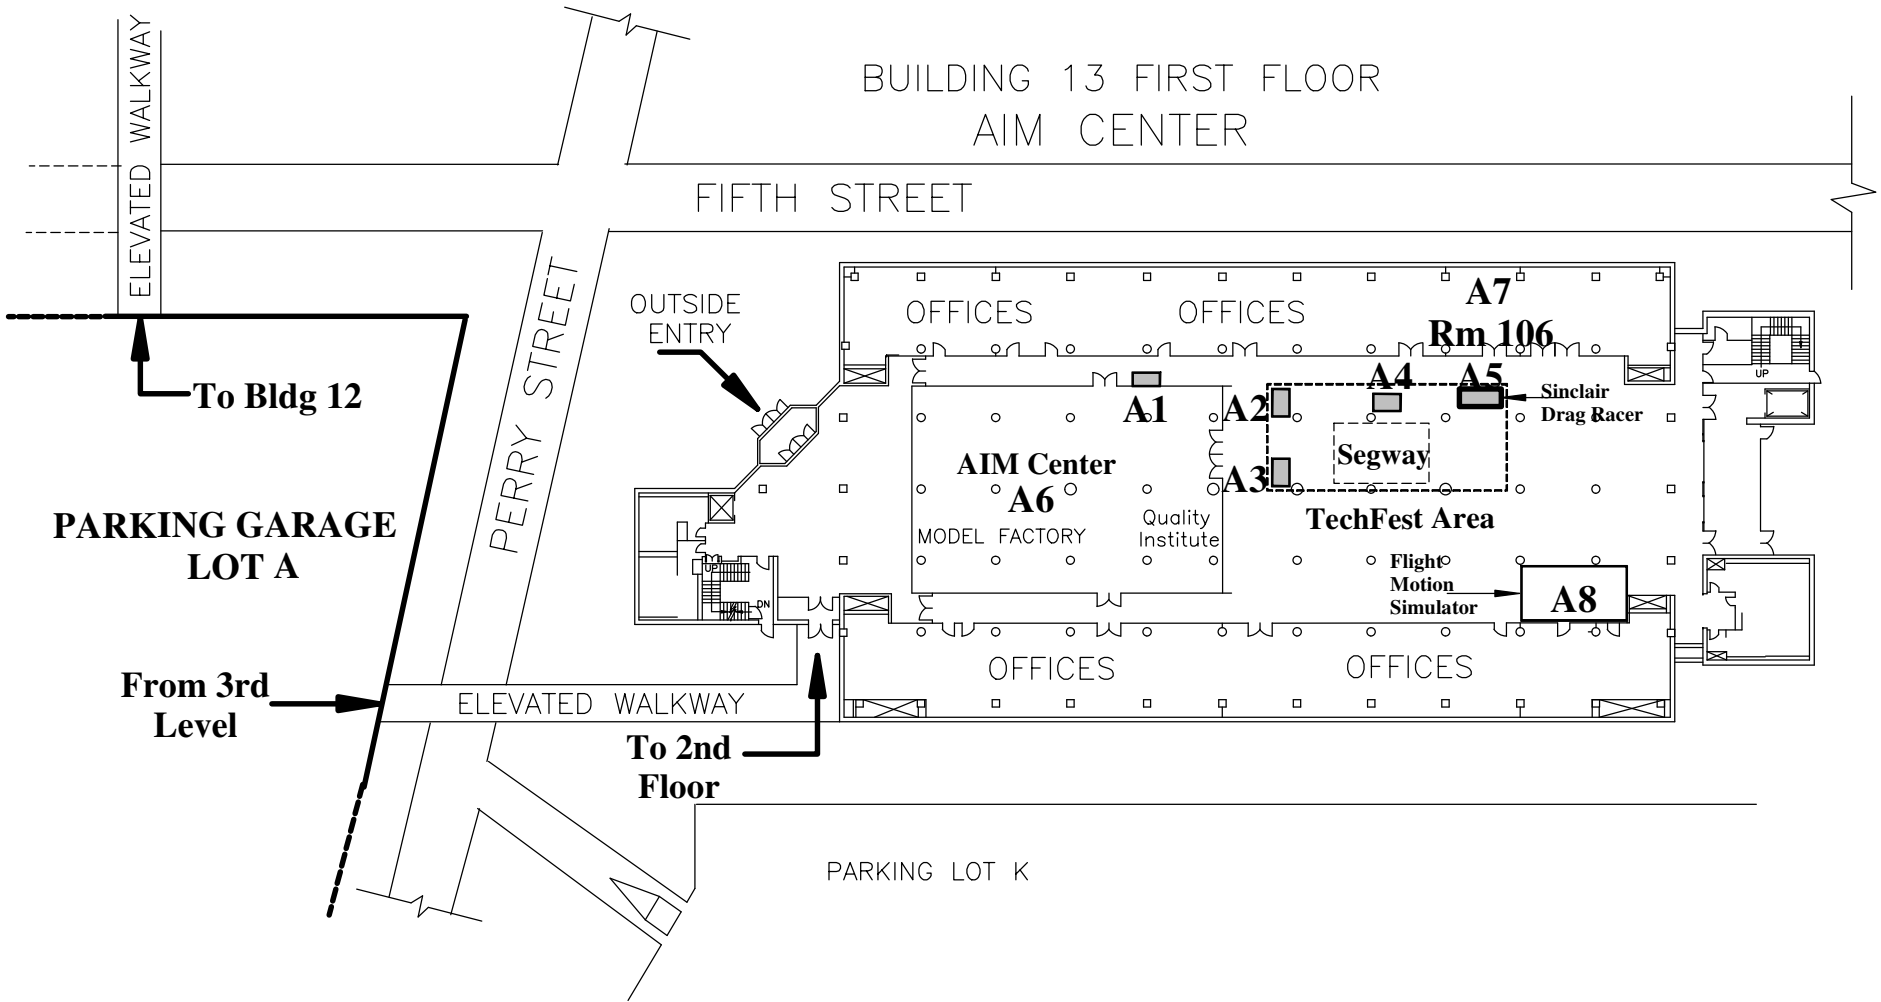 BUILDING 13 FIRST FLOOR
AIM CENTER
ELEVATED WALKWAY
ELEVATED WALKWAY
FIFTH STREET
PERRY STREET
OUTSIDE
ENTRY
To Bldg 12
PARKING GARAGE
LOT A
From 3rd
Level
OFFICES
OFFICES
A7
Rm 106
A1
A2
A3
A4
A5
Sinclair
Drag Racer
UP
Segway
TechFest Area
AIM Center
A6
MODEL FACTORY
Quality
Institute
Flight
Motion
Simulator
A8
UP
DN
OFFICES
OFFICES
ELEVATED WALKWAY
To 2nd
Floor
PARKING LOT K